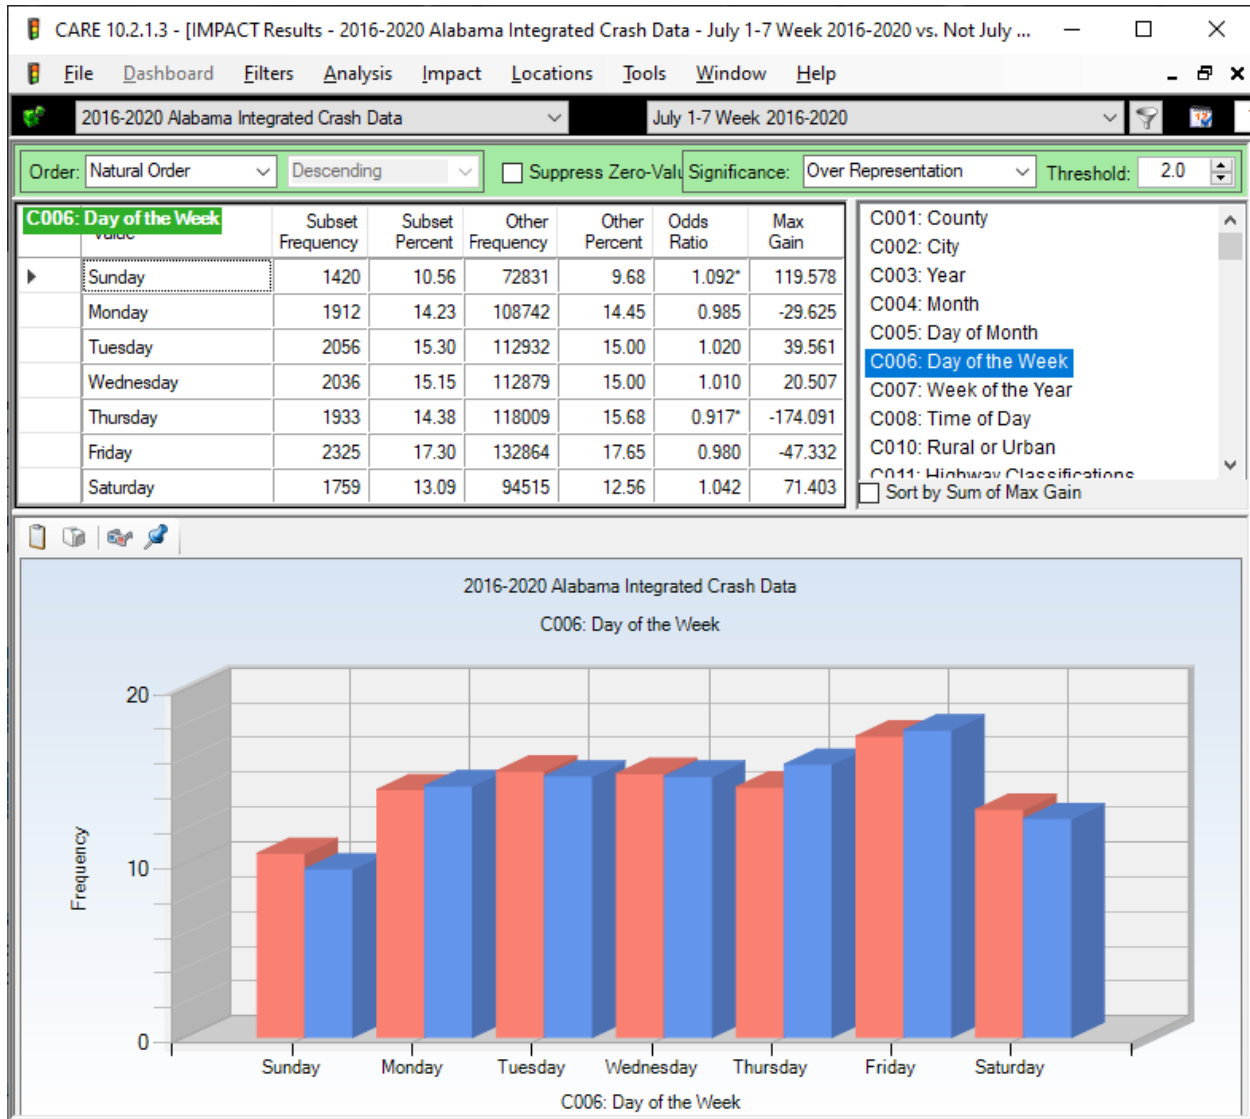 CARE 10.2.1.3 - [IMPACT Results - 2016-2020 Alabama Integrated Crash Data - July 1-7 Week 2016-2020 vs. Not July ...
File Dashboard Filters Analysis Impact Locations Tools Window Help
2016-2020 Alabama Integrated Crash Data July 1-7 Week 2016-2020
Order: Natural Order Descending Suppress Zero-Valu Significance: Over Representation Threshold: 2.0
C006: Day of the Week Subset Frequency Subset Percent Other Frequency Other Percent Odds Ratio Max Gain
Sunday 1420 10.56 72831 9.68 1.092* 119.578
Monday 1912 14.23 108742 14.45 0.985 -29.625
Tuesday 2056 15.30 112932 15.00 1.020 39.561
Wednesday 2036 15.15 112879 15.00 1.010 20.507
Thursday 1933 14.38 118009 15.68 0.917* -174.091
Friday 2325 17.30 132864 17.65 0.980 -47.332
Saturday 1759 13.09 94515 12.56 1.042 71.403
C001: County
C002: City
C003: Year
C004: Month
C005: Day of Month
C006: Day of the Week
C007: Week of the Year
C008: Time of Day
C010: Rural or Urban
C011: Highway Classifications
Sort by Sum of Max Gain
2016-2020 Alabama Integrated Crash Data
C006: Day of the Week
20
10
0
Frequency
Sunday Monday Tuesday Wednesday Thursday Friday Saturday
C006: Day of the Week